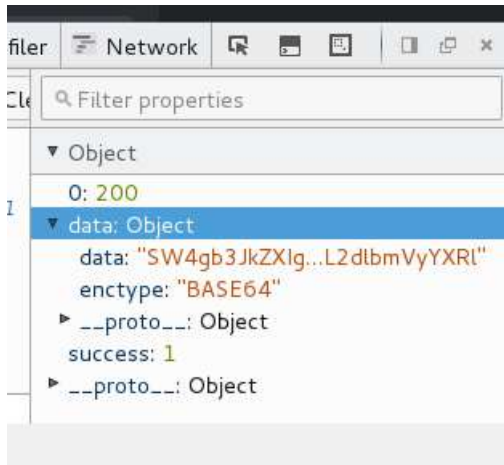 filer Network
Cle Filter properties
Object
0: 200
data: Object
data: "SW4gb3JkZXIg...L2dlbmVyYXRl"
enctype: "BASE64"
__proto__: Object
success: 1
__proto__: Object